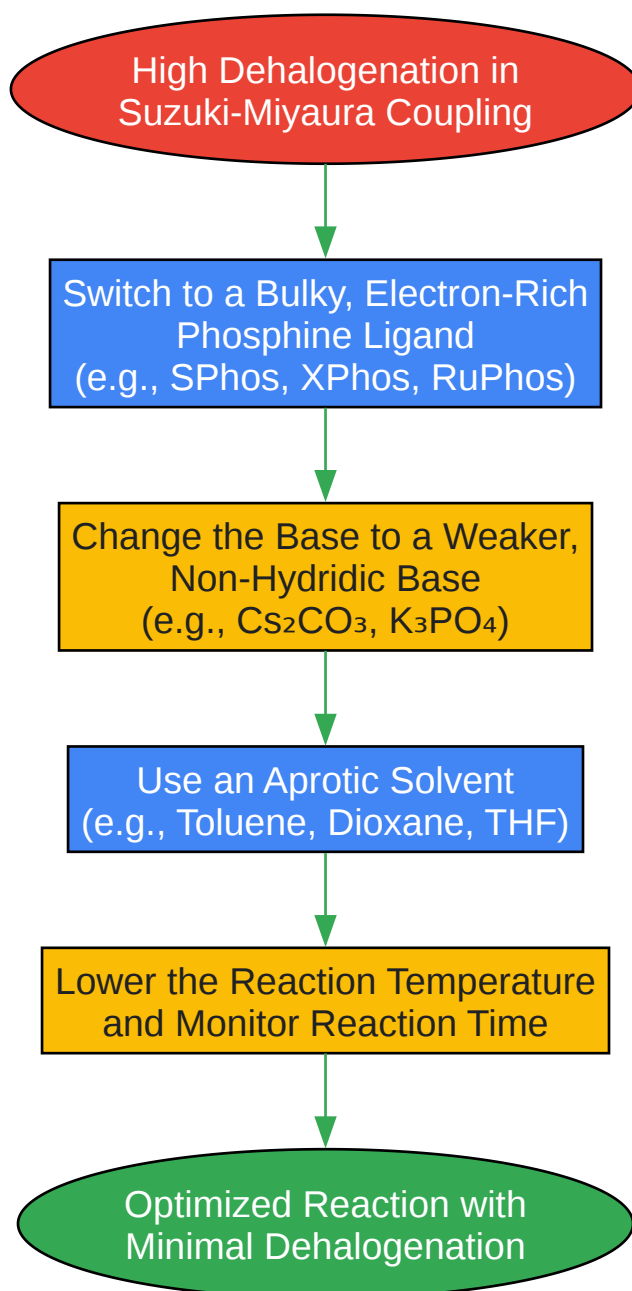 High Dehalogenation in
Suzuki-Miyaura Coupling
Switch to a Bulky, Electron-Rich
Phosphine Ligand
(e.g., SPhos, XPhos, RuPhos)
Change the Base to a Weaker,
Non-Hydridic Base
(e.g., Cs₂CO₃, K₃PO₄)
Use an Aprotic Solvent
(e.g., Toluene, Dioxane, THF)
Lower the Reaction Temperature
and Monitor Reaction Time
Optimized Reaction with
Minimal Dehalogenation